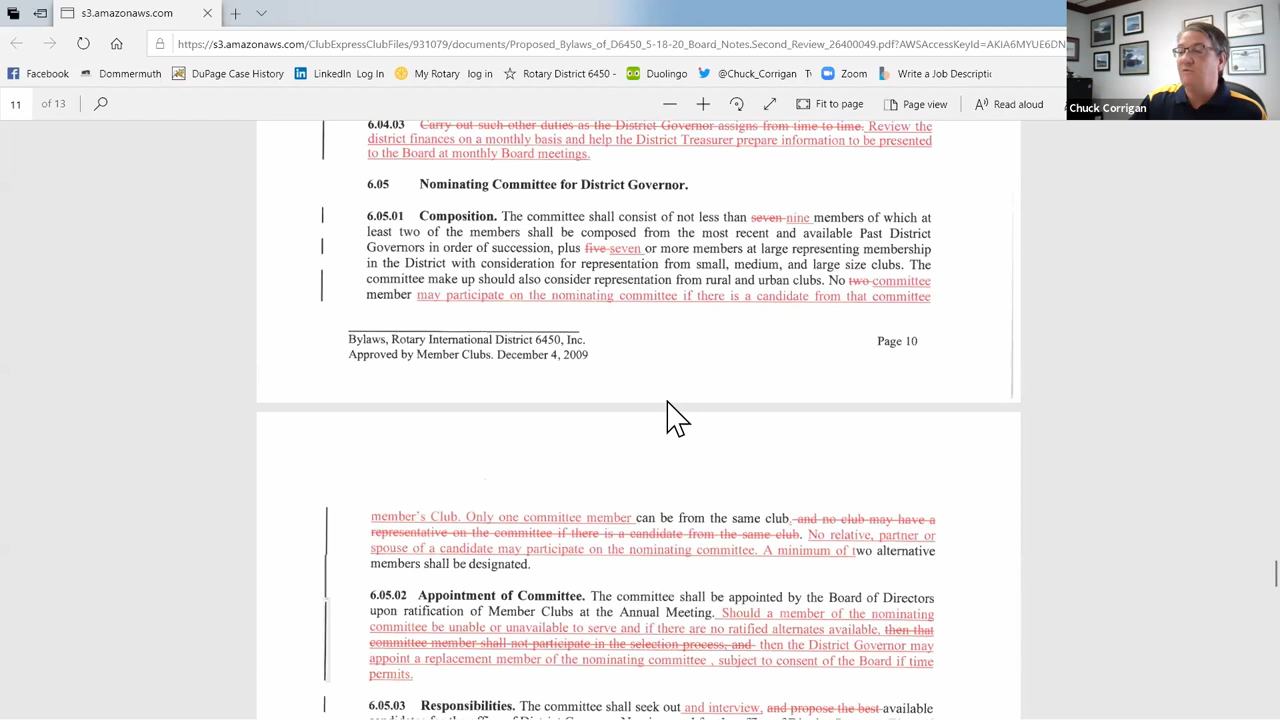 s3.amazonaws.com
https://s3.amazonaws.com/ClubExpressClubFiles/931079/documents/Proposed_Bylaws_of_D6450_5-18-20_Board_Notes.Second_Review_26400049.pdf?AWSAccessKeyId=AKIA6MYUE6DN
Facebook Dommermuth DuPage Case History LinkedIn Log In My Rotary log in Rotary District 6450 - Duolingo @Chuck_Corrigan Zoom Write a Job Descriptic
11 of 13 Fit to page Page view Read aloud
Chuck Corrigan
6.04.03 Carry out such other duties as the District Governor assigns from time to time. Review the
district finances on a monthly basis and help the District Treasurer prepare information to be presented
to the Board at monthly Board meetings.
6.05 Nominating Committee for District Governor.
6.05.01 Composition. The committee shall consist of not less than seven nine members of which at
least two of the members shall be composed from the most recent and available Past District
Governors in order of succession, plus five seven or more members at large representing membership
in the District with consideration for representation from small, medium, and large size clubs. The
committee make up should also consider representation from rural and urban clubs. No two committee
member may participate on the nominating committee if there is a candidate from that committee
Bylaws, Rotary International District 6450, Inc.
Approved by Member Clubs. December 4, 2009
Page 10
member's Club. Only one committee member can be from the same club, and no club may have a
representative on the committee if there is a candidate from the same club. No relative, partner or
spouse of a candidate may participate on the nominating committee. A minimum of two alternative
members shall be designated.
6.05.02 Appointment of Committee. The committee shall be appointed by the Board of Directors
upon ratification of Member Clubs at the Annual Meeting. Should a member of the nominating
committee be unable or unavailable to serve and if there are no ratified alternates available, then that
committee member shall not participate in the selection process, and then the District Governor may
appoint a replacement member of the nominating committee , subject to consent of the Board if time
permits.
6.05.03 Responsibilities. The committee shall seek out and interview, and propose the best available